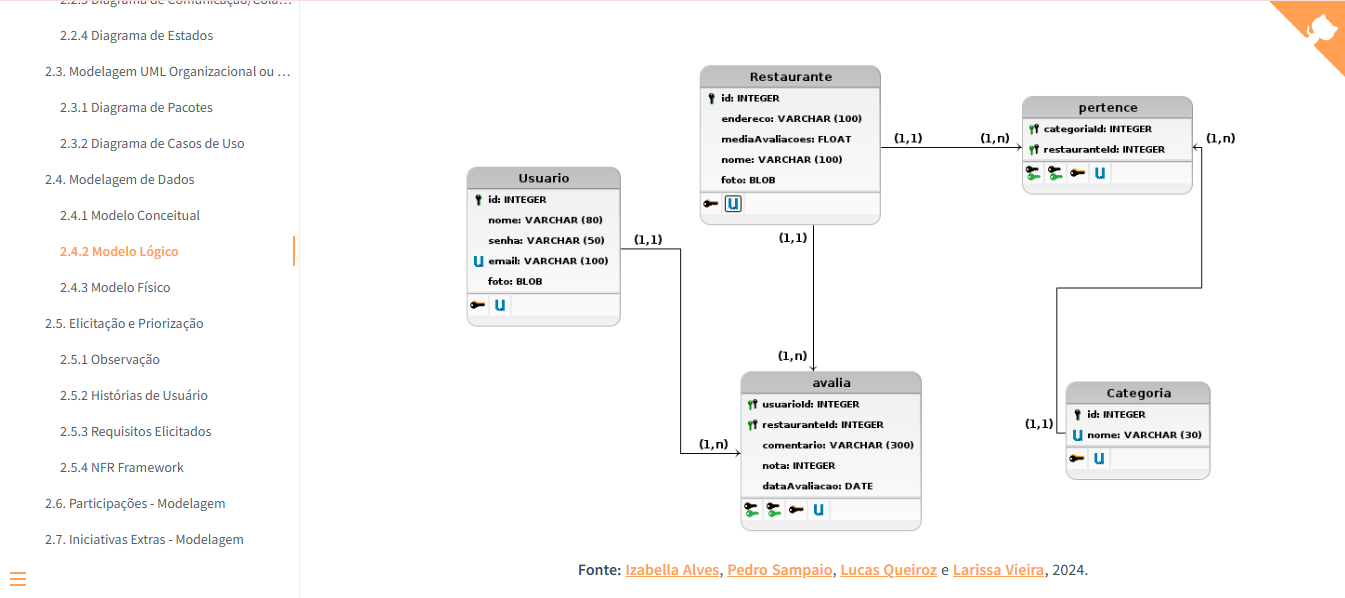 2.2.3 Diagrama de Comunicação/Cola…
2.2.4 Diagrama de Estados
2.3. Modelagem UML Organizacional ou …
2.3.1 Diagrama de Pacotes
2.3.2 Diagrama de Casos de Uso
2.4. Modelagem de Dados
2.4.1 Modelo Conceitual
2.4.2 Modelo Lógico
2.4.3 Modelo Físico
2.5. Elicitação e Priorização
2.5.1 Observação
2.5.2 Histórias de Usuário
2.5.3 Requisitos Elicitados
2.5.4 NFR Framework
2.6. Participações - Modelagem
2.7. Iniciativas Extras - Modelagem
Usuario
id: INTEGER
nome: VARCHAR (80)
senha: VARCHAR (50)
U email: VARCHAR (100)
foto: BLOB
U
(1,1)
(1,n)
Restaurante
id: INTEGER
endereco: VARCHAR (100)
mediaAvaliacoes: FLOAT
nome: VARCHAR (100)
foto: BLOB
U
(1,1)
(1,n)
(1,1)
(1,n)
pertence
categoriaId: INTEGER
restauranteId: INTEGER
U
(1,n)
avalia
usuarioId: INTEGER
restauranteId: INTEGER
comentario: VARCHAR (300)
nota: INTEGER
dataAvaliacao: DATE
U
(1,1)
Categoria
id: INTEGER
U nome: VARCHAR (30)
U
Fonte: Izabella Alves, Pedro Sampaio, Lucas Queiroz e Larissa Vieira, 2024.